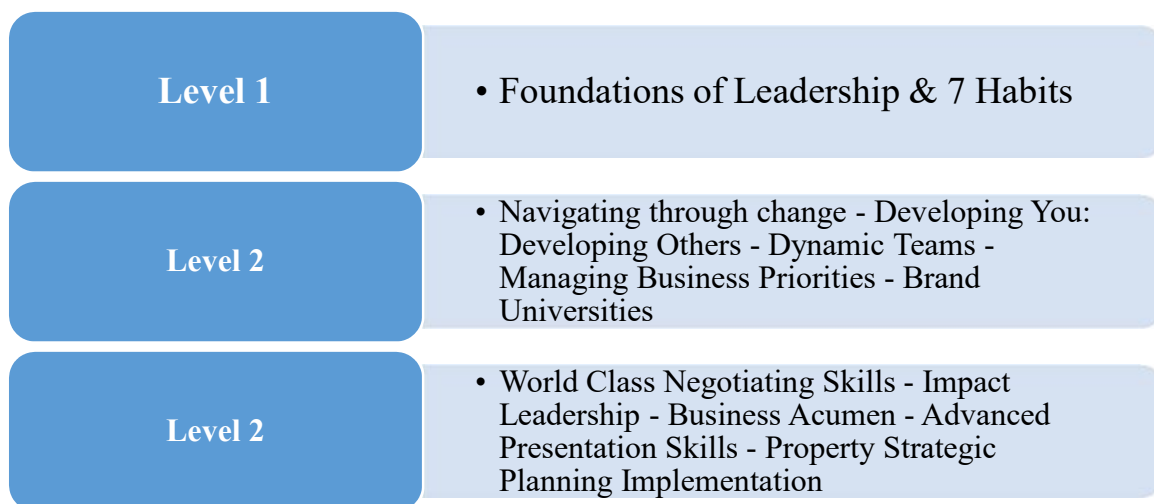 Level 1
• Foundations of Leadership & 7 Habits
Level 2
• Navigating through change - Developing You:
Developing Others - Dynamic Teams -
Managing Business Priorities - Brand
Universities
Level 2
• World Class Negotiating Skills - Impact
Leadership - Business Acumen - Advanced
Presentation Skills - Property Strategic
Planning Implementation